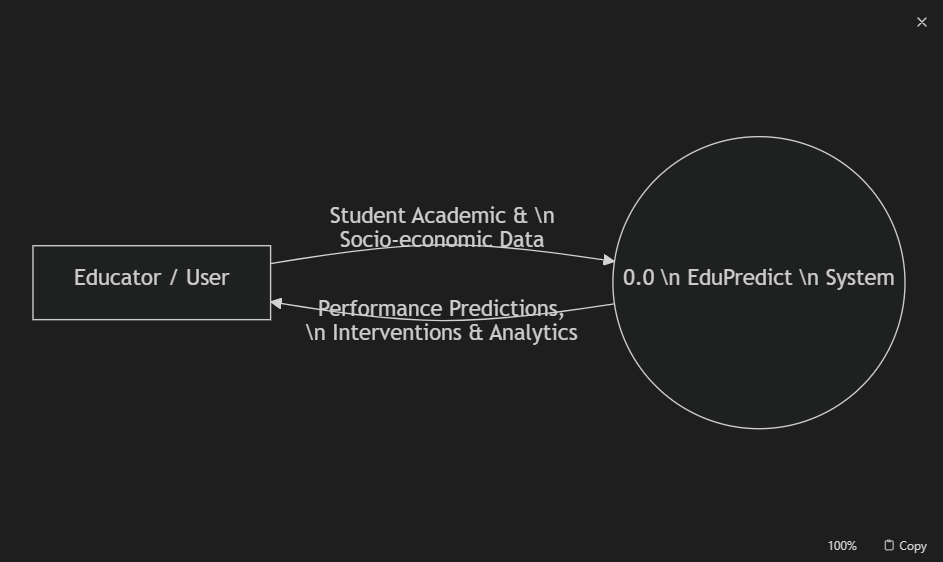 Student Academic & \n
Socio-economic Data
Educator / User
0.0 \n EduPredict \n System
Performance Predictions,
\n Interventions & Analytics
100%
Copy